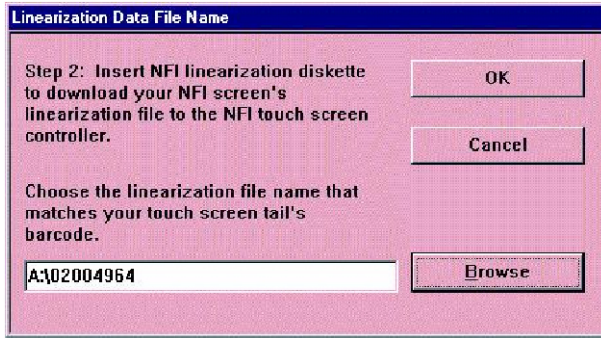 Linearization Data File Name
Step 2: Insert NFI linearization diskette
to download your NFI screen's
linearization file to the NFI touch screen
controller.
OK
Cancel
Choose the linearization file name that
matches your touch screen tail's
barcode.
A:\02004964
Browse